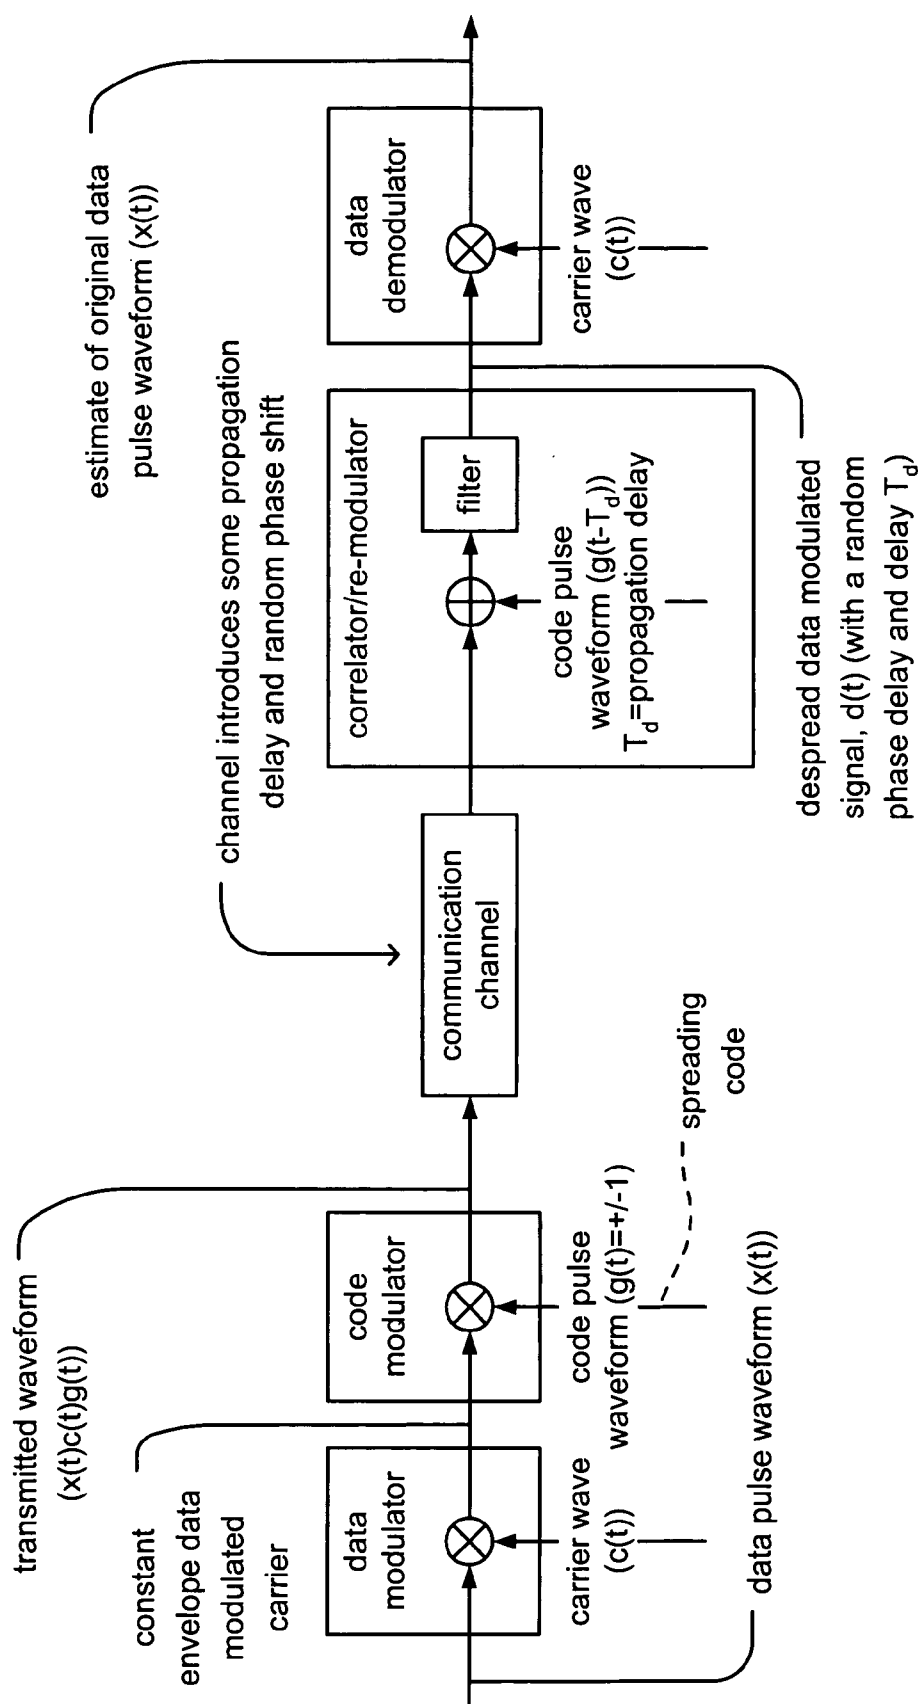 transmitted waveform
(x(t)c(t)g(t))
constant
envelope data
modulated
carrier
data
modulator
carrier wave
(c(t))
data pulse waveform (x(t))
code
modulator
code pulse
waveform (g(t)=+/-1)
spreading
code
communication
channel
channel introduces some propagation
delay and random phase shift
correlator/re-modulator
filter
code pulse
waveform (g(t-Td))
Td=propagation delay
despread data modulated
signal, d(t) (with a random
phase delay and delay Td)
data
demodulator
carrier wave
(c(t))
estimate of original data
pulse waveform (x(t))